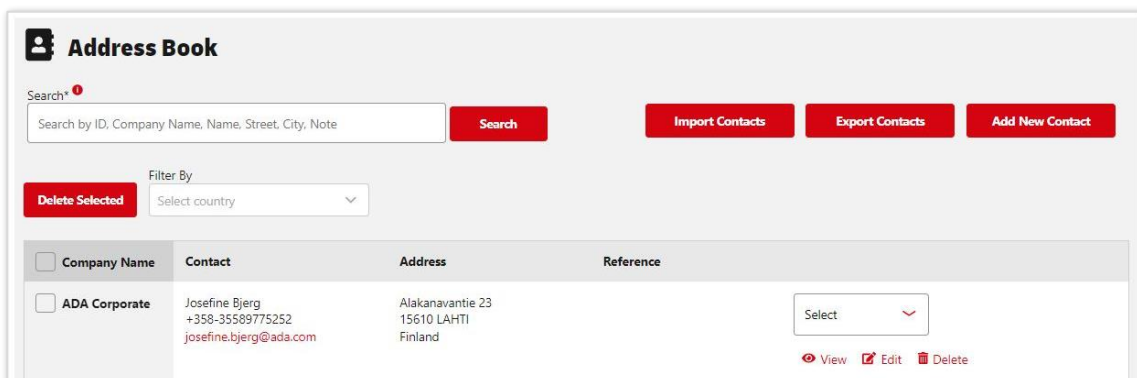 Address Book
Search*
Search by ID, Company Name, Name, Street, City, Note
Search
Import Contacts
Export Contacts
Add New Contact
Filter By
Delete Selected
Select country
Company Name Contact Address Reference
ADA Corporate
Josefine Bjerg
+358-35589775252
josefine.bjerg@ada.com
Alakanavantie 23
15610 LAHTI
Finland
Select
View Edit Delete